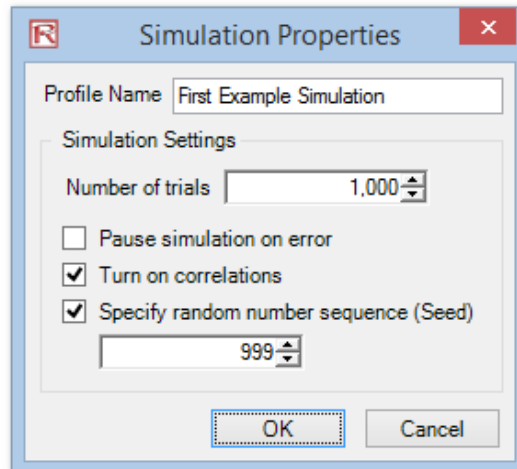 Simulation Properties
Profile Name First Example Simulation
Simulation Settings
Number of trials 1,000
Pause simulation on error
Turn on correlations
Specify random number sequence (Seed)
999
OK Cancel